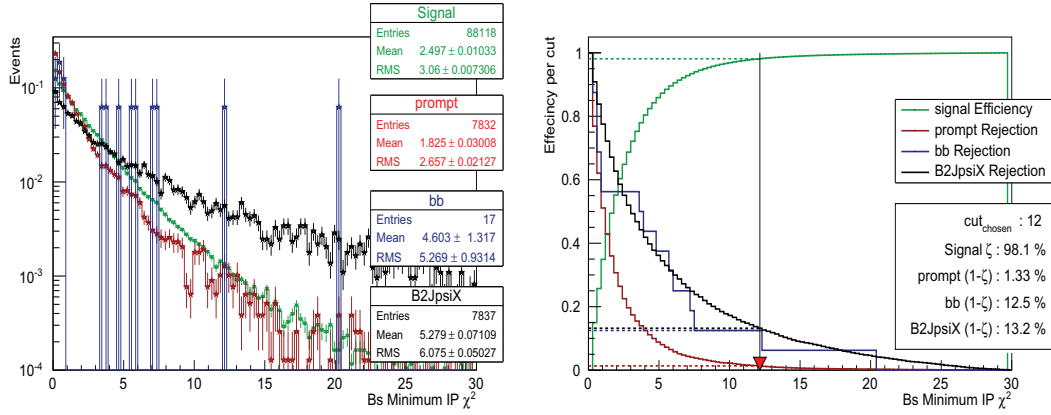 Signal
Entries 88118
Mean 2.497 ± 0.01033
RMS 3.06 ± 0.007306
prompt
Entries 7832
Mean 1.825 ± 0.03008
RMS 2.657 ± 0.02127
bb
Entries 17
Mean 4.603 ± 1.317
RMS 5.269 ± 0.9314
B2JpsiX
Entries 7837
Mean 5.279 ± 0.07109
RMS 6.075 ± 0.05027
Events
10⁻¹
10⁻²
10⁻³
10⁻⁴
0 5 10 15 20 25 30
Bs Minimum IP χ²
Effecincy per cut
1
0.8
0.6
0.4
0.2
0
signal Efficiency
prompt Rejection
bb Rejection
B2JpsiX Rejection
cut_chosen : 12
Signal ζ : 98.1 %
prompt (1-ζ) : 1.33 %
bb (1-ζ) : 12.5 %
B2JpsiX (1-ζ) : 13.2 %
0 5 10 15 20 25 30
Bs Minimum IP χ²